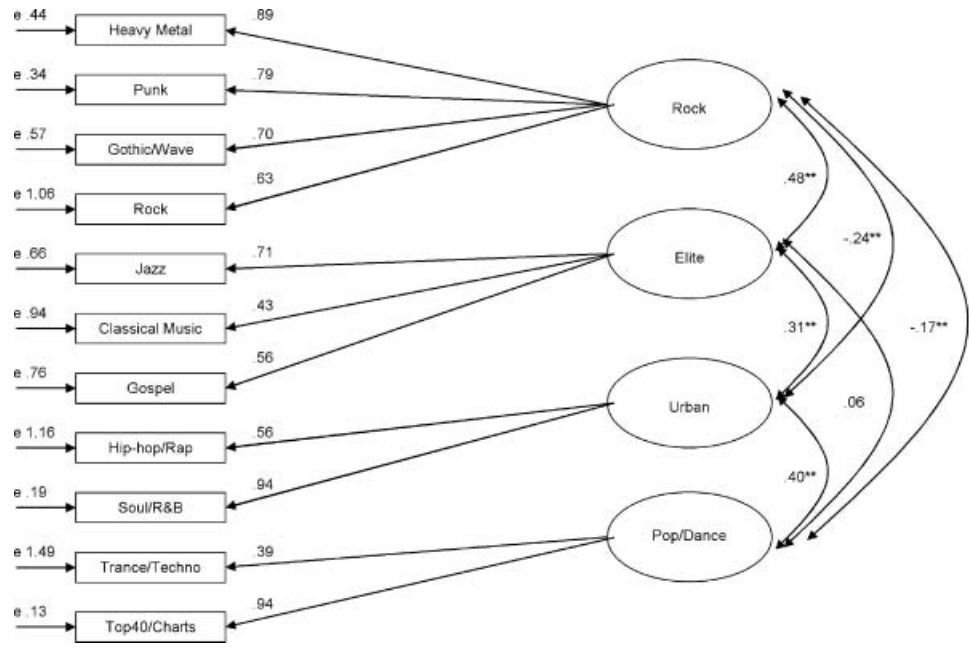 e .44
Heavy Metal
.89
e .34
Punk
.79
Rock
e .57
Gothic/Wave
.70
.48**
e 1.06
Rock
.63
-.24**
e .66
Jazz
.71
Elite
e .94
Classical Music
.43
.31**
-.17**
e .76
Gospel
.56
.06
Urban
e 1.16
Hip-hop/Rap
.56
.40**
e .19
Soul/R&B
.94
Pop/Dance
e 1.49
Trance/Techno
.39
e .13
Top40/Charts
.94